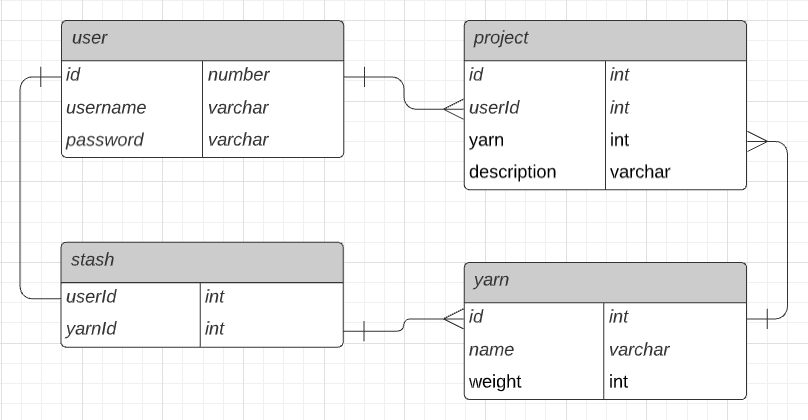 user
id number
username varchar
password varchar
project
id int
userId int
yarn int
description varchar
stash
userId int
yarnId int
yarn
id int
name varchar
weight int